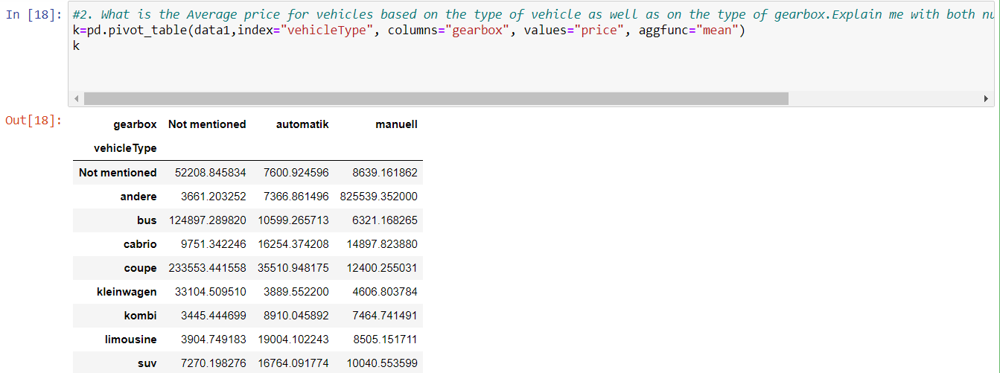 In [18]: #2. What is the Average price for vehicles based on the type of vehicle as well as on the type of gearbox.Explain me with both nu
k=pd.pivot_table(data1,index="vehicleType", columns="gearbox", values="price", aggfunc="mean")
k
Out[18]:
gearbox Not mentioned automatik manuell
vehicleType
Not mentioned 52208.845834 7600.924596 8639.161862
andere 3661.203252 7366.861496 825539.352000
bus 124897.289820 10599.265713 6321.168265
cabrio 9751.342246 16254.374208 14897.823880
coupe 233553.441558 35510.948175 12400.255031
kleinwagen 33104.509510 3889.552200 4606.803784
kombi 3445.444699 8910.045892 7464.741491
limousine 3904.749183 19004.102243 8505.151711
suv 7270.198276 16764.091774 10040.553599